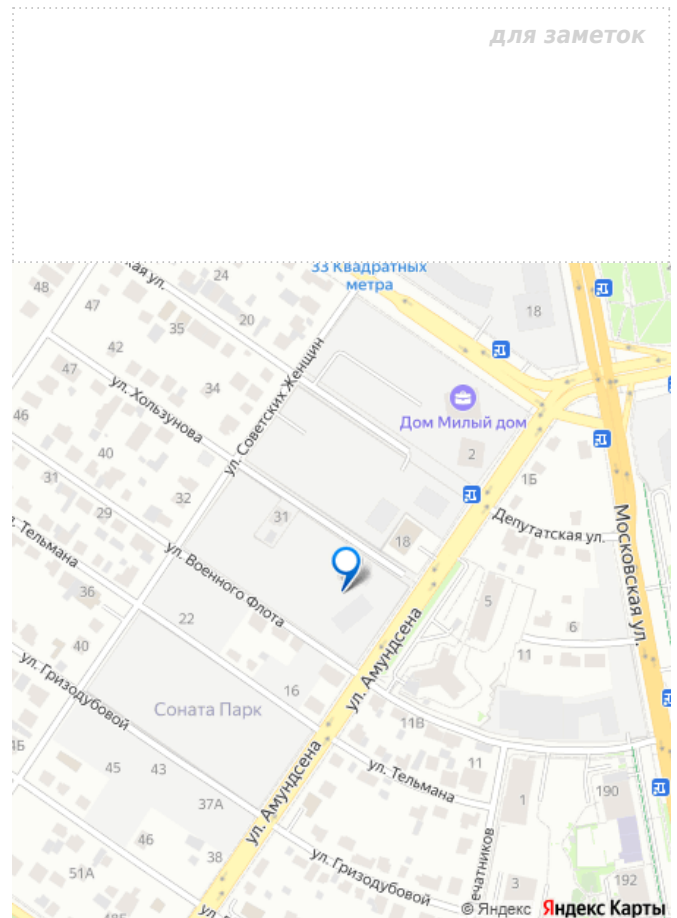 для заметок
33 Квадратных
метра
24
48
47
20
35
18
42
47
34
ул. Советских Женщин
ул. Хользунова
Дом Милый дом
46
40
2
31
32
1Б
29
31
Депутатская ул.
Московская ул.
18
ул. Тельмана
ул. Военного Флота
36
5
22
6
40
11
ул. Гризодубовой
16
ул. Амундсена
Соната Парк
11В
45
43
ул. Тельмана
11
37А
ул. Амундсена
1
190
46
38
ул. Гризодубовой
51А
3
192
© Яндекс Яндекс Карты